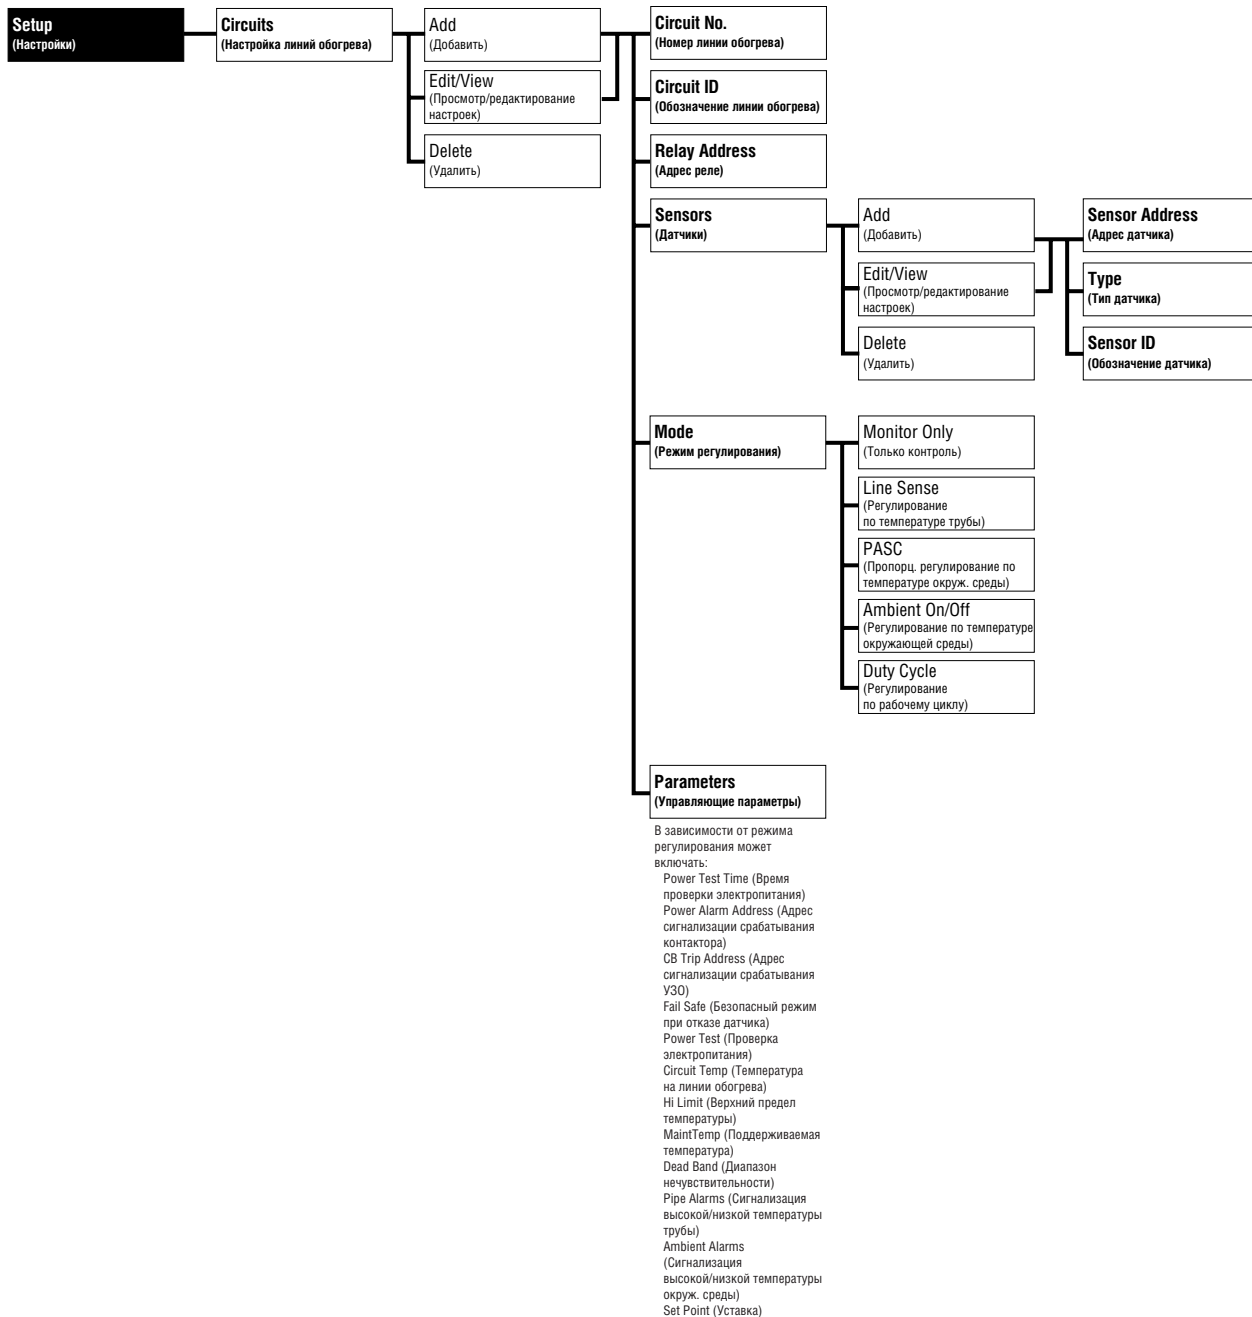 Setup
(Настройки)
Circuits
(Настройка линий обогрева)
Add
(Добавить)
Edit/View
(Просмотр/редактирование
настроек)
Delete
(Удалить)
Circuit No.
(Номер линии обогрева)
Circuit ID
(Обозначение линии обогрева)
Relay Address
(Адрес реле)
Sensors
(Датчики)
Add
(Добавить)
Edit/View
(Просмотр/редактирование
настроек)
Delete
(Удалить)
Sensor Address
(Адрес датчика)
Type
(Тип датчика)
Sensor ID
(Обозначение датчика)
Mode
(Режим регулирования)
Monitor Only
(Только контроль)
Line Sense
(Регулирование
по температуре трубы)
PASC
(Пропорц. регулирование по
температуре окруж. среды)
Ambient On/Off
(Регулирование по температуре
окружающей среды)
Duty Cycle
(Регулирование
по рабочему циклу)
Parameters
(Управляющие параметры)
В зависимости от режима
регулирования может
включать:
Power Test Time (Время
проверки электропитания)
Power Alarm Address (Адрес
сигнализации срабатывания
контактора)
CB Trip Address (Адрес
сигнализации срабатывания
УЗО)
Fail Safe (Безопасный режим
при отказе датчика)
Power Test (Проверка
электропитания)
Circuit Temp (Температура
на линии обогрева)
Hi Limit (Верхний предел
температуры)
MaintTemp (Поддерживаемая
температура)
Dead Band (Диапазон
нечувствительности)
Pipe Alarms (Сигнализация
высокой/низкой температуры
трубы)
Ambient Alarms
(Сигнализация
высокой/низкой температуры
окруж. среды)
Set Point (Уставка)